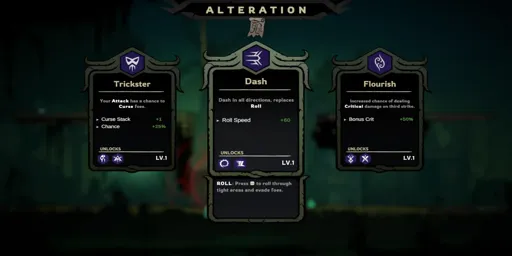 ALTERATION
Trickster
Your Attack has a chance to
Curse foes.
Curse Stack +1
Chance +25%
UNLOCKS
LV.1
Dash
Dash in all directions, replaces
Roll
Roll Speed +60
UNLOCKS
LV.1
ROLL: Press to roll through
tight areas and evade foes.
Flourish
Increased chance of dealing
Critical damage on third strike.
Bonus Crit +50%
UNLOCKS
LV.1